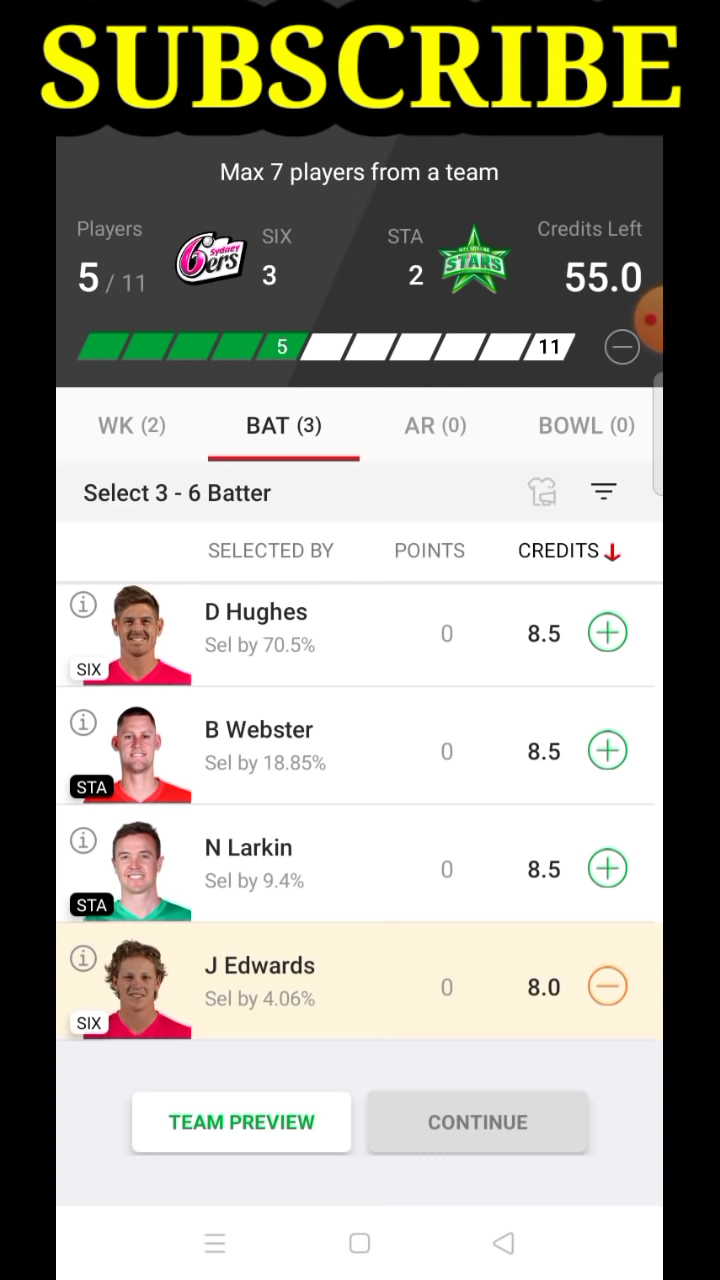 SUBSCRIBE
Max 7 players from a team
Players SIX STA Credits Left
5 / 11 Sydney 6ers 3 2 STARS 55.0
5 11
WK (2) BAT (3) AR (0) BOWL (0)
Select 3 - 6 Batter
SELECTED BY POINTS CREDITS
D Hughes
Sel by 70.5% 0 8.5
SIX
B Webster
Sel by 18.85% 0 8.5
STA
N Larkin
Sel by 9.4% 0 8.5
STA
J Edwards
Sel by 4.06% 0 8.0
SIX
TEAM PREVIEW CONTINUE